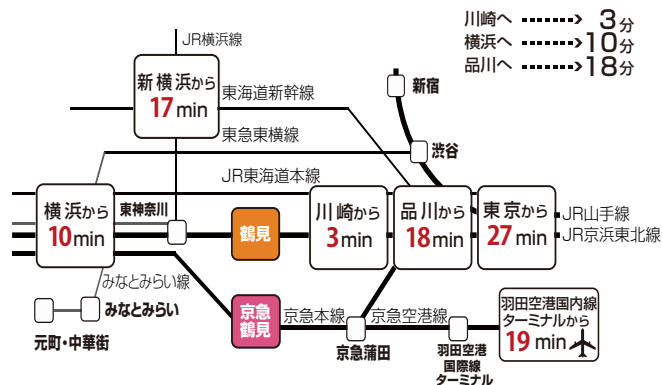 川崎へ ------> 3分
横浜へ ------> 10分
品川へ ------> 18分
JR横浜線
新横浜から
17min
東海道新幹線
新宿
東急東横線
渋谷
JR東海道本線
横浜から
10min
東神奈川
鶴見
川崎から
3min
品川から
18min
東京から
27min
JR山手線
JR京浜東北線
みなとみらい線
みなとみらい
元町・中華街
京急
鶴見
京急本線
京急蒲田
京急空港線
羽田空港
国際線
ターミナル
羽田空港国内線
ターミナルから
19 min